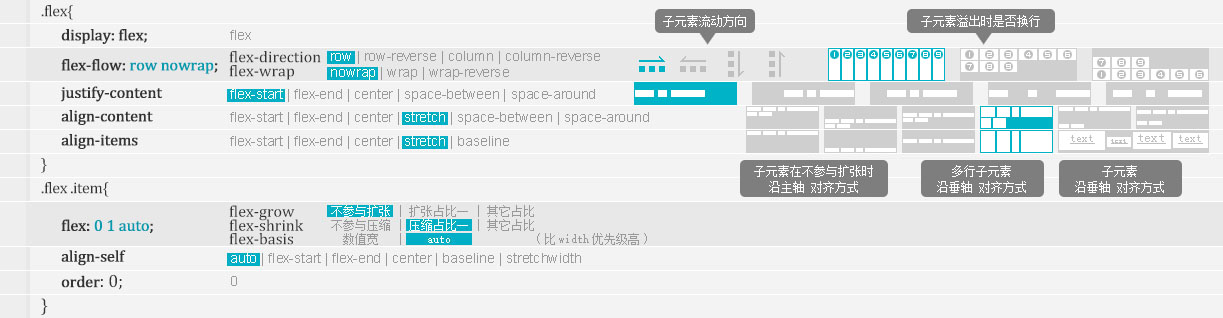 .flex{
子元素流动方向
子元素溢出时是否换行
display: flex;
flex
flex-flow: row nowrap;
flex-direction row | row-reverse | column | column-reverse
flex-wrap nowrap | wrap | wrap-reverse
1 2 3 4 5 6 7 8 9
1 2 3 4 5 6
7 8 9
7 8 9
1 2 3 4 5 6
justify-content
flex-start | flex-end | center | space-between | space-around
align-content
flex-start | flex-end | center | stretch | space-between | space-around
align-items
flex-start | flex-end | center | stretch | baseline
text text text text
}
子元素在不参与扩张时
沿主轴 对齐方式
多行子元素
沿垂轴 对齐方式
子元素
沿垂轴 对齐方式
.flex .item{
flex: 0 1 auto;
flex-grow 不参与扩张 | 扩张占比一 | 其它占比
flex-shrink 不参与压缩 | 压缩占比一 | 其它占比
flex-basis 数值宽 | auto （比width优先级高）
align-self
auto | flex-start | flex-end | center | baseline | stretchwidth
order: 0;
0
}